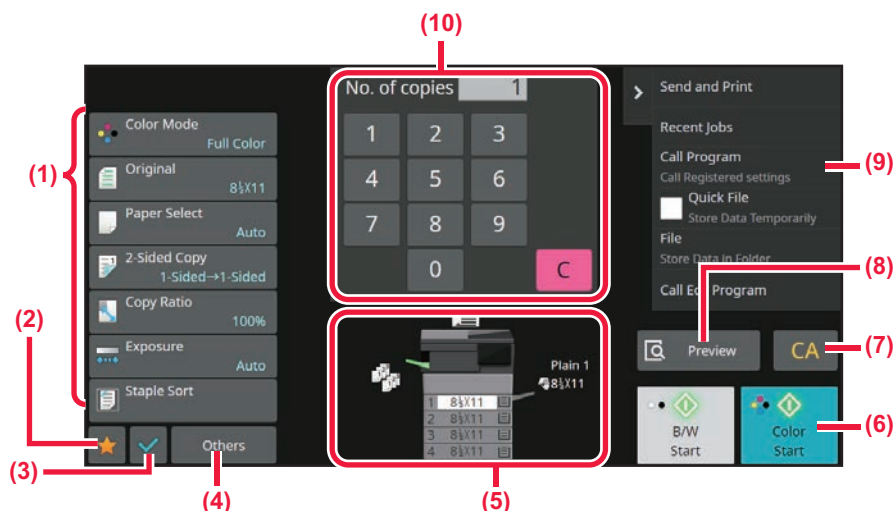 (10)
No. of copies 1
1 2 3
4 5 6
7 8 9
0 C
(1)
Color Mode
Full Color
Original
8½X11
Paper Select
Auto
2-Sided Copy
1-Sided→1-Sided
Copy Ratio
100%
Exposure
Auto
Staple Sort
(2)
(3)
Others
(4)
Plain 1
8½X11
1 8½X11
2 8½X11
3 8½X11
4 8½X11
(5)
Send and Print
Recent Jobs
Call Program
Call Registered settings
Quick File
Store Data Temporarily
File
Store Data in Folder
Call Eco Program
(9)
(8)
Preview
CA
(7)
B/W
Start
Color
Start
(6)